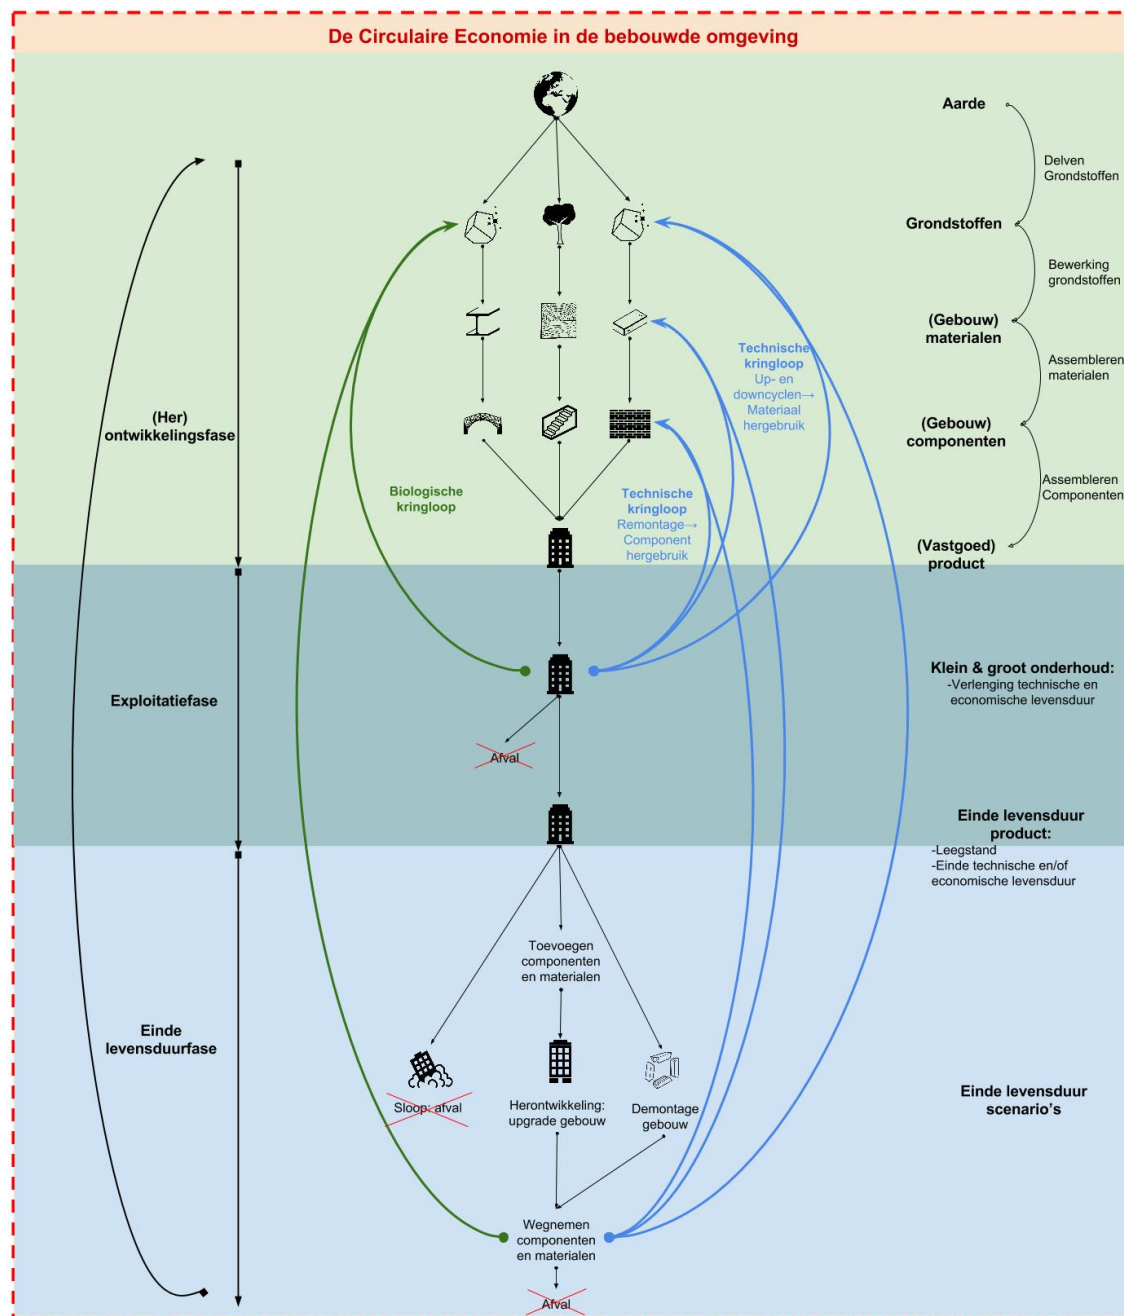 De Circulaire Economie in de bebouwde omgeving
Aarde
Delven
Grondstoffen
Grondstoffen
Bewerking
grondstoffen
(Gebouw)
materialen
Assembleren
materialen
(Gebouw)
componenten
Assembleren
Componenten
(Vastgoed)
product
Technische
kringloop
Up- en
downcyclen→
Materiaal
hergebruik
Technische
kringloop
Remontage→
Component
hergebruik
Biologische
kringloop
(Her)
ontwikkelingsfase
Exploitatiefase
Klein & groot onderhoud:
-Verlenging technische en
economische levensduur
Afval
Einde levensduur
product:
-Leegstand
-Einde technische en/of
economische levensduur
Toevoegen
componenten
en materialen
Einde
levensduurfase
Sloop: afval
Herontwikkeling:
upgrade gebouw
Demontage
gebouw
Einde levensduur
scenario's
Wegnemen
componenten
en materialen
Afval